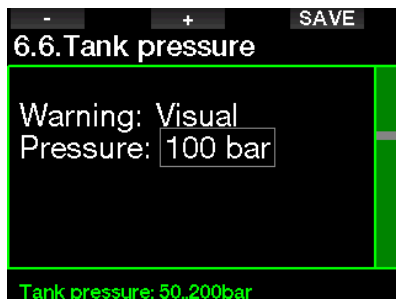 - + SAVE
6.6.Tank pressure
Warning: Visual
Pressure: 100 bar
Tank pressure: 50..200bar